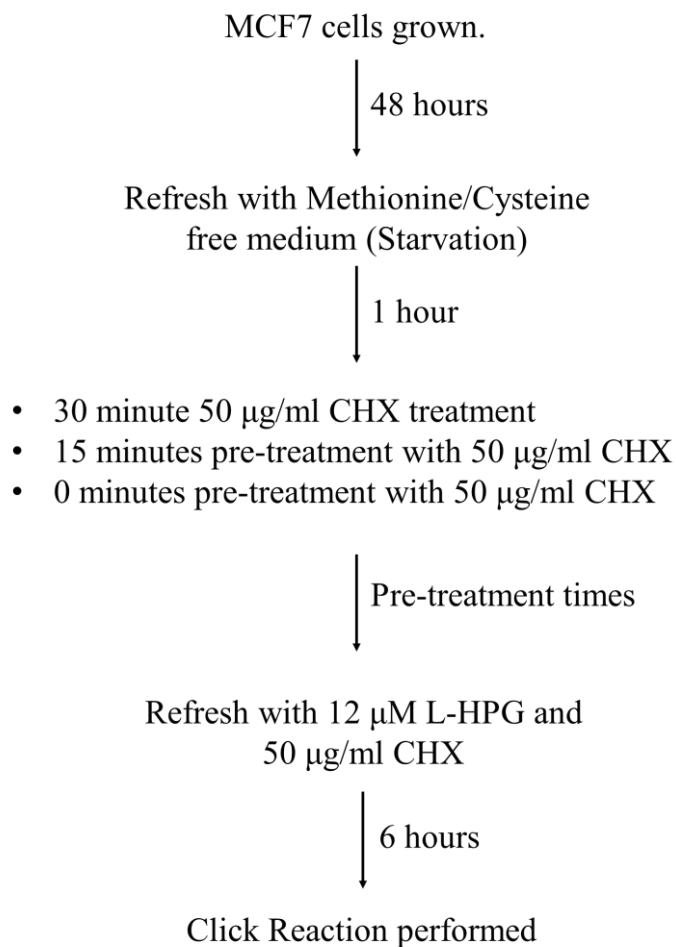 MCF7 cells grown.
48 hours
Refresh with Methionine/Cysteine
free medium (Starvation)
1 hour
• 30 minute 50 μg/ml CHX treatment
• 15 minutes pre-treatment with 50 μg/ml CHX
• 0 minutes pre-treatment with 50 μg/ml CHX
Pre-treatment times
Refresh with 12 μM L-HPG and
50 μg/ml CHX
6 hours
Click Reaction performed